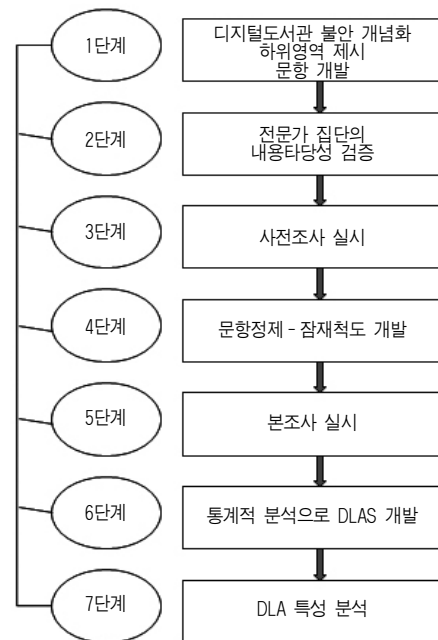 1단계
디지털도서관 불안 개념화
하위영역 제시
문항 개발
2단계
전문가 집단의
내용타당성 검증
3단계
사전조사 실시
4단계
문항정제 - 잠재척도 개발
5단계
본조사 실시
6단계
통계적 분석으로 DLAS 개발
7단계
DLA 특성 분석